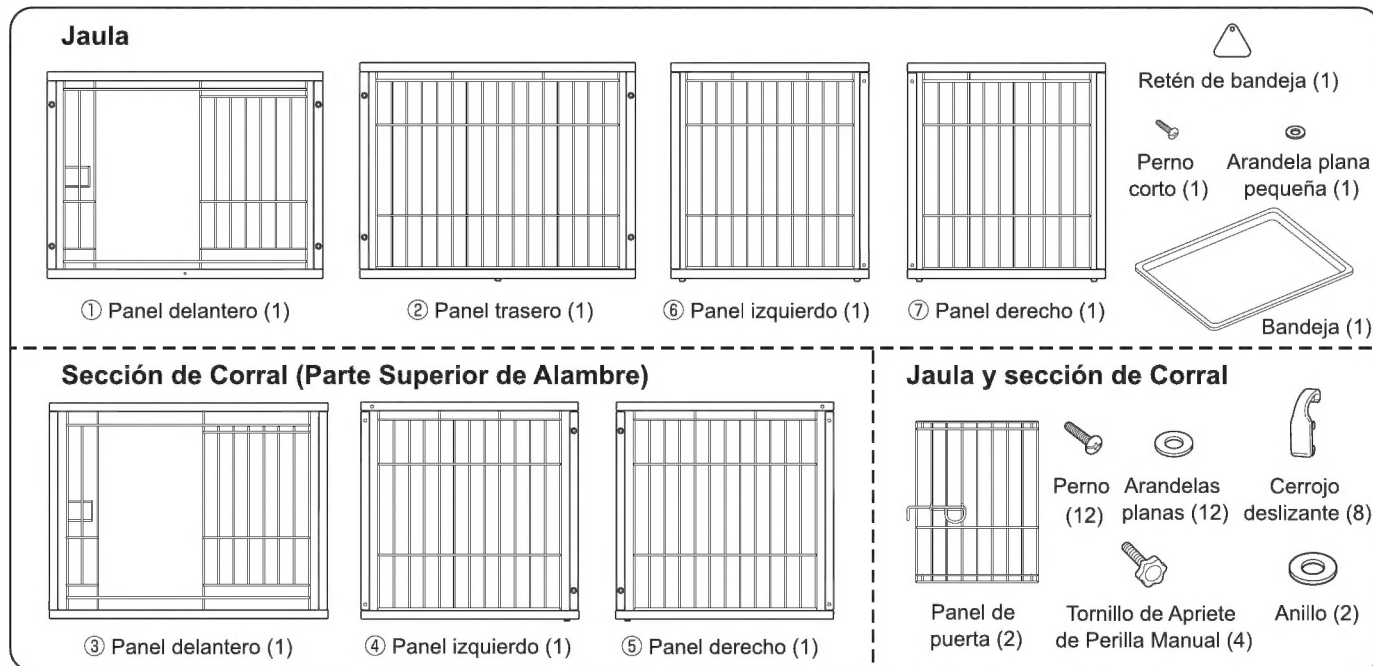 Jaula
Retén de bandeja (1)
Perno
corto (1)
Arandela plana
pequeña (1)
① Panel delantero (1)
② Panel trasero (1)
⑥ Panel izquierdo (1)
⑦ Panel derecho (1)
Bandeja (1)
Sección de Corral (Parte Superior de Alambre)
③ Panel delantero (1)
④ Panel izquierdo (1)
⑤ Panel derecho (1)
Jaula y sección de Corral
Perno
(12)
Arandelas
planas (12)
Cerrojo
deslizante (8)
Panel de
puerta (2)
Tornillo de Apriete
de Perilla Manual (4)
Anillo (2)